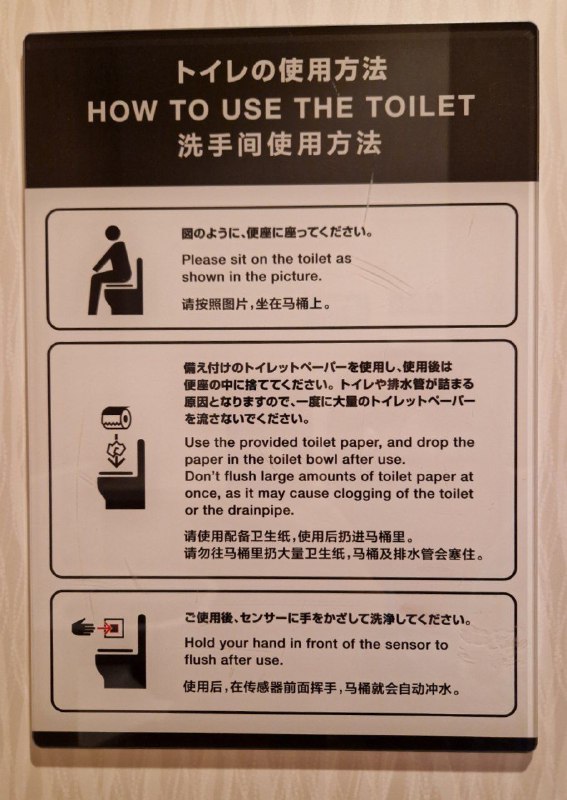 トイレの使用方法
HOW TO USE THE TOILET
洗手间使用方法
図のように、便座に座ってください。
Please sit on the toilet as
shown in the picture.
请按照图片，坐在马桶上。
備え付けのトイレットペーパーを使用し、使用後は
便座の中に捨ててください。トイレや排水管が詰まる
原因となりますので、一度に大量のトイレットペーパー
を流さないでください。
Use the provided toilet paper, and drop the
paper in the toilet bowl after use.
Don't flush large amounts of toilet paper at
once, as it may cause clogging of the toilet
or the drainpipe.
请使用配备卫生纸，使用后扔进马桶里。
请勿往马桶里扔大量卫生纸，马桶及排水管会塞住。
ご使用後、センサーに手をかざして洗浄してください。
Hold your hand in front of the sensor to
flush after use.
使用后，在传感器前面挥手，马桶就会自动冲水。